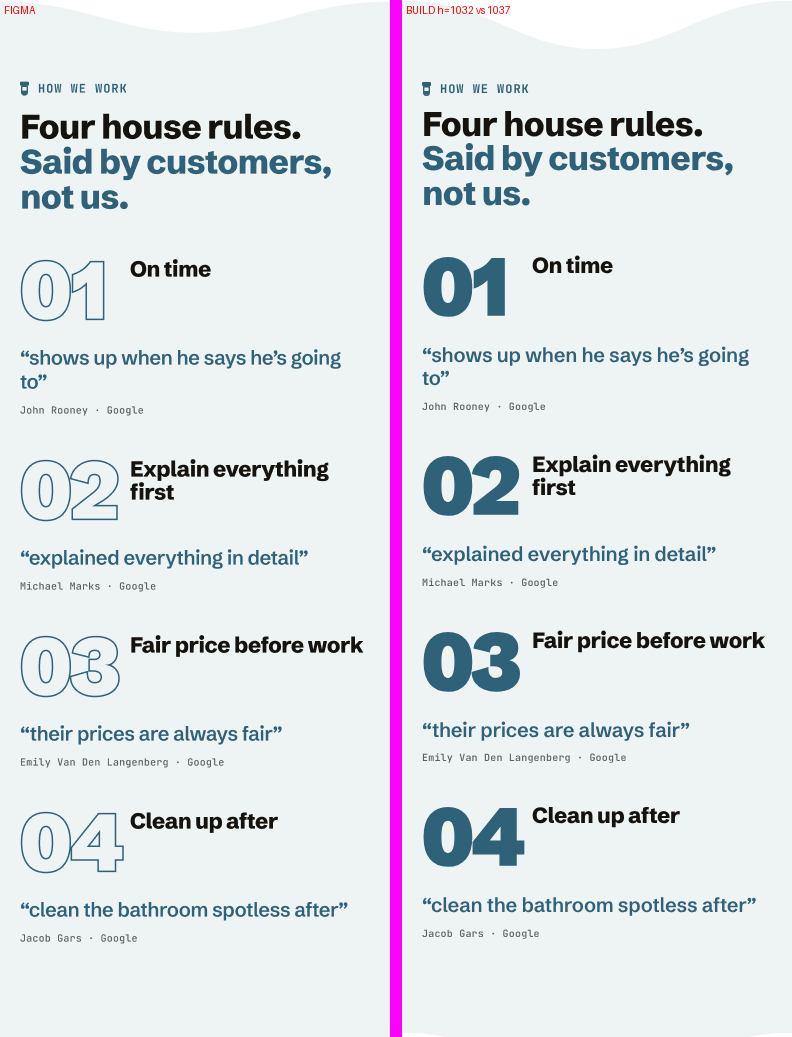 FIGMA
HOW WE WORK
Four house rules.
Said by customers,
not us.
01
On time
“shows up when he says he’s going
to”
John Rooney · Google
02
Explain everything
first
“explained everything in detail”
Michael Marks · Google
03
Fair price before work
“their prices are always fair”
Emily Van Den Langenberg · Google
04
Clean up after
“clean the bathroom spotless after”
Jacob Gars · Google
BUILD h=1032 vs 1037
HOW WE WORK
Four house rules.
Said by customers,
not us.
01
On time
“shows up when he says he’s going
to”
John Rooney · Google
02
Explain everything
first
“explained everything in detail”
Michael Marks · Google
03
Fair price before work
“their prices are always fair”
Emily Van Den Langenberg · Google
04
Clean up after
“clean the bathroom spotless after”
Jacob Gars · Google